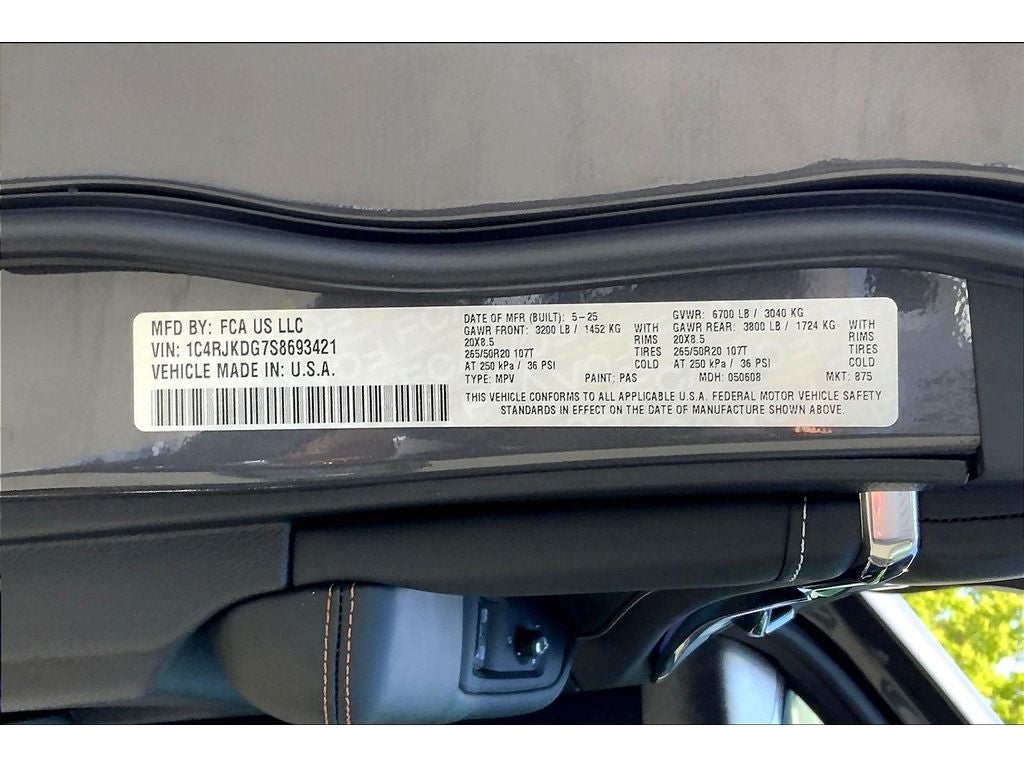 MFD BY: FCA US LLC
VIN: 1C4RJKDG7S8693421
VEHICLE MADE IN: U.S.A.
DATE OF MFR (BUILT): 5-25 GVWR: 6700 LB / 3040 KG
GAWR FRONT: 3200 LB / 1452 KG WITH GAWR REAR: 3800 LB / 1724 KG WITH
20X8.5 RIMS 20X8.5 RIMS
265/50R20 107T TIRES 265/50R20 107T TIRES
AT 250 kPa / 36 PSI COLD AT 250 kPa / 36 PSI COLD
TYPE: MPV PAINT: PAS MDH: 050608 MKT: 875
THIS VEHICLE CONFORMS TO ALL APPLICABLE U.S.A. FEDERAL MOTOR VEHICLE SAFETY
STANDARDS IN EFFECT ON THE DATE OF MANUFACTURE SHOWN ABOVE.